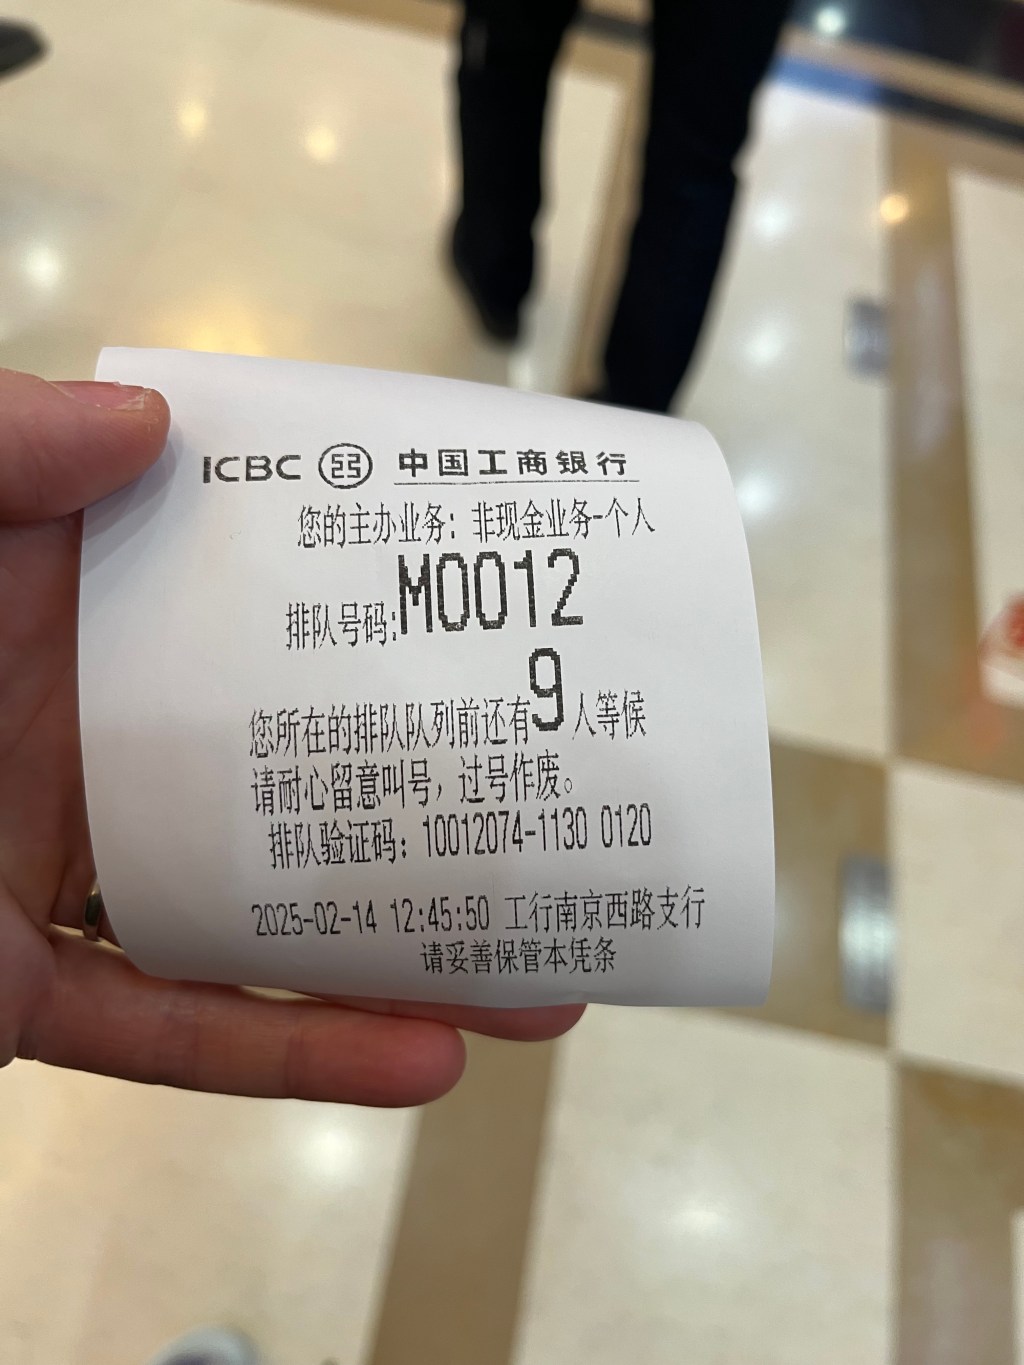 ICBC 中国工商银行
您的主办业务：非现金业务-个人
排队号码:M0012
您所在的排队队列前还有9人等候
请耐心留意叫号，过号作废。
排队验证码：10012074-1130 0120
2025-02-14 12:45:50 工行南京西路支行
请妥善保管本凭条